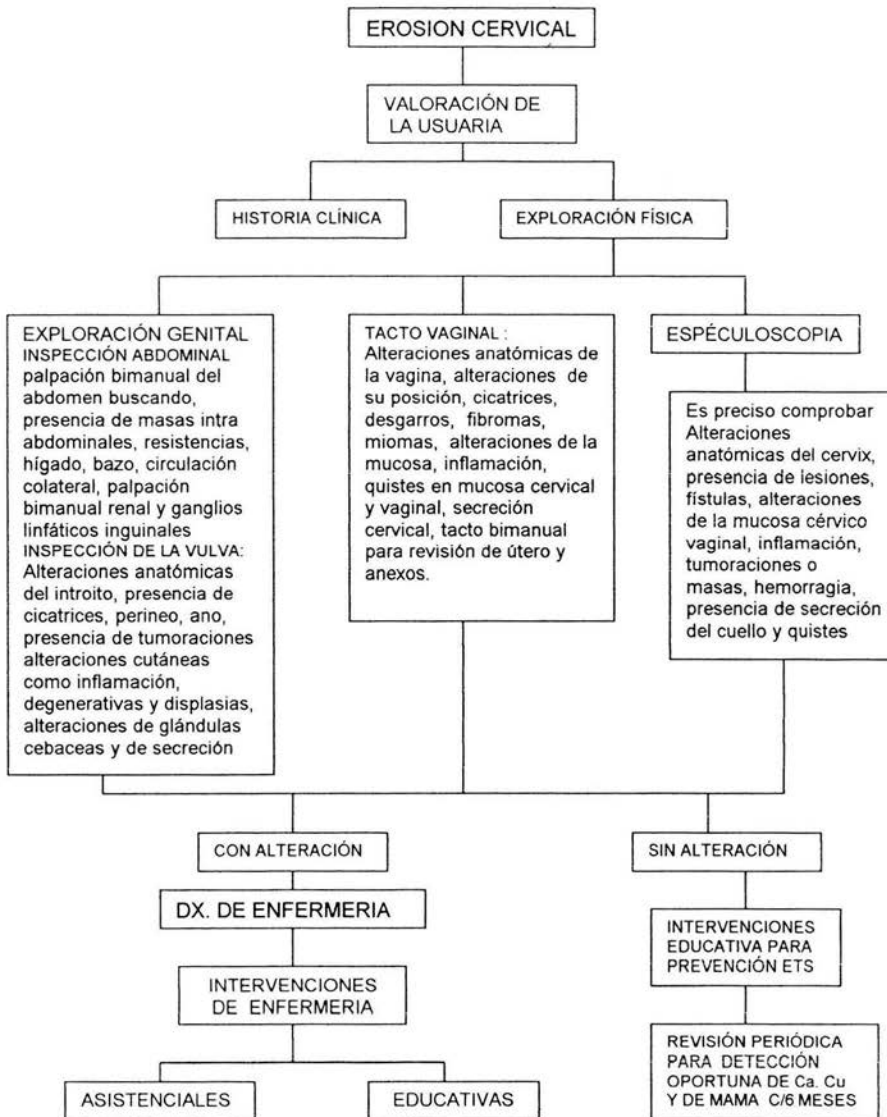 EROSION CERVICAL
VALORACIÓN DE
LA USUARIA
HISTORIA CLÍNICA
EXPLORACIÓN FÍSICA
EXPLORACIÓN GENITAL
INSPECCIÓN ABDOMINAL
palpación bimanual del
abdomen buscando,
presencia de masas intra
abdominales, resistencias,
hígado, bazo, circulación
colateral, palpación
bimanual renal y ganglios
linfáticos inguinales
INSPECCIÓN DE LA VULVA:
Alteraciones anatómicas
del introito, presencia de
cicatrices, perineo, ano,
presencia de tumoraciones
alteraciones cutáneas
como inflamación,
degenerativas y displasias,
alteraciones de glándulas
cebaceas y de secreción
TACTO VAGINAL :
Alteraciones anatómicas de
la vagina, alteraciones de
su posición, cicatrices,
desgarros, fibromas,
miomas, alteraciones de la
mucosa, inflamación,
quistes en mucosa cervical
y vaginal, secreción
cervical, tacto bimanual
para revisión de útero y
anexos.
ESPÉCULOSCOPIA
Es preciso comprobar
Alteraciones
anatómicas del cervix,
presencia de lesiones,
fístulas, alteraciones
de la mucosa cérvico
vaginal, inflamación,
tumoraciones o
masas, hemorragia,
presencia de secreción
del cuello y quistes
CON ALTERACIÓN
DX. DE ENFERMERIA
INTERVENCIONES
DE ENFERMERIA
ASISTENCIALES
EDUCATIVAS
SIN ALTERACIÓN
INTERVENCIONES
EDUCATIVA PARA
PREVENCIÓN ETS
REVISIÓN PERIÓDICA
PARA DETECCIÓN
OPORTUNA DE Ca. Cu
Y DE MAMA C/6 MESES